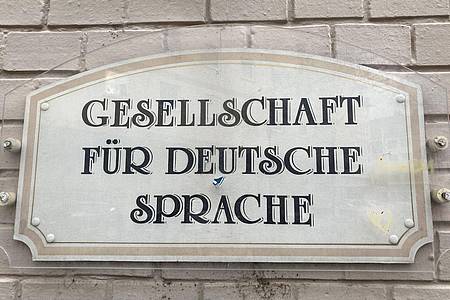 GESELLSCHAFT
FÜR DEUTSCHE
SPRACHE